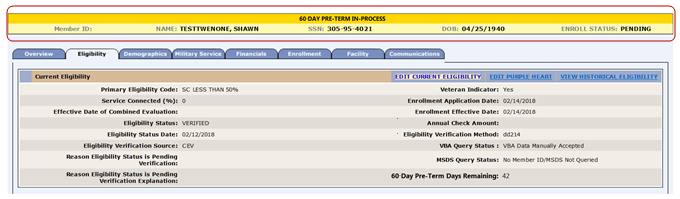 60 DAY PRE-TERM IN-PROCESS
Member ID: NAME: TESTTWENONE, SHAWN SSN: 305-95-4021 DOB: 04/25/1940 ENROLL STATUS: PENDING
Overview Eligibility Demographics Military Service Financials Enrollment Facility Communications
Current Eligibility EDIT CURRENT ELIGIBILITY EDIT PURPLE HEART VIEW HISTORICAL ELIGIBILITY
Primary Eligibility Code: SC LESS THAN 50% Veteran Indicator: Yes
Service Connected (%): 0 Enrollment Application Date: 02/14/2018
Effective Date of Combined Evaluation: Enrollment Effective Date: 02/14/2018
Eligibility Status: VERIFIED Annual Check Amount:
Eligibility Status Date: 02/12/2018 Eligibility Verification Method: dd214
Eligibility Verification Source: CEV VBA Query Status : VBA Data Manually Accepted
Reason Eligibility Status is Pending
Verification: MSDS Query Status: No Member ID/MSDS Not Queried
Reason Eligibility Status is Pending
Verification Explanation: 60 Day Pre-Term Days Remaining: 42